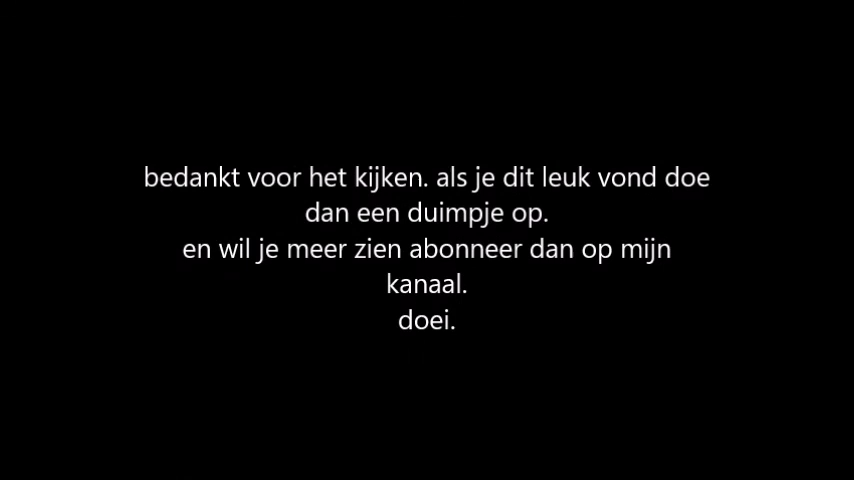 bedankt voor het kijken. als je dit leuk vond doe
dan een duimpje op.
en wil je meer zien abonneer dan op mijn
kanaal.
doei.